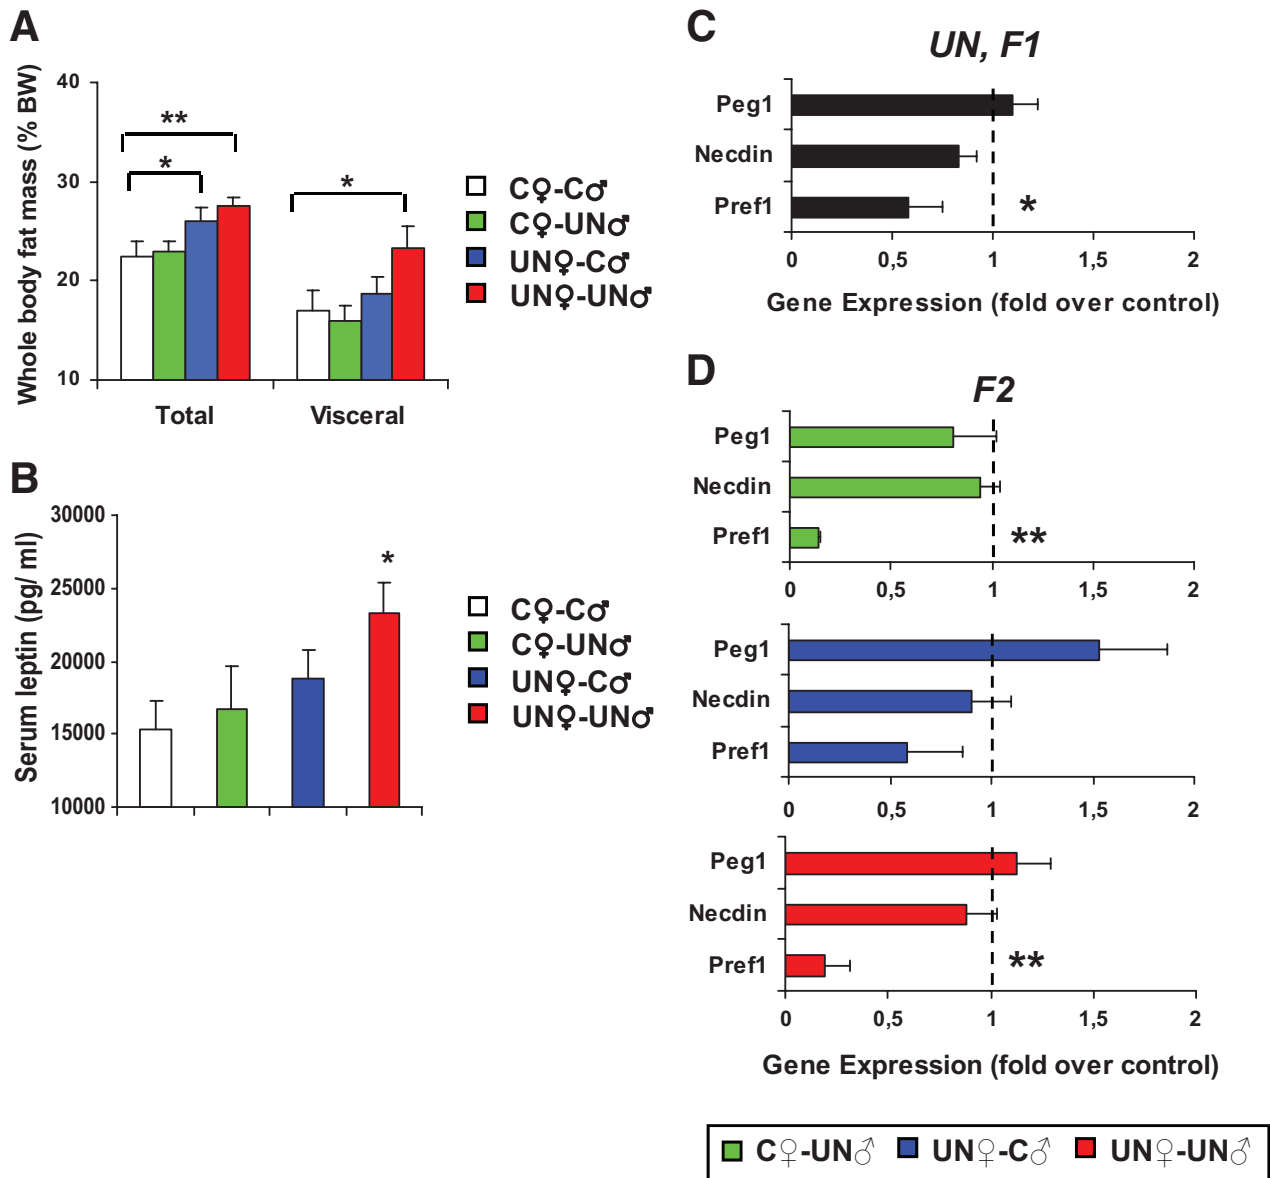 A
Whole body fat mass (% BW)
40
30
20
10
**
*
*
Total
Visceral
C♀-C♂
C♀-UN♂
UN♀-C♂
UN♀-UN♂
B
Serum leptin (pg/ ml)
30000
25000
20000
15000
10000
*
C♀-C♂
C♀-UN♂
UN♀-C♂
UN♀-UN♂
C
UN, F1
Peg1
Necdin
Pref1
*
0 0,5 1 1,5 2
Gene Expression (fold over control)
D
F2
Peg1
Necdin
Pref1
**
0 0,5 1 1,5 2
Peg1
Necdin
Pref1
0 0,5 1 1,5 2
Peg1
Necdin
Pref1
**
0 0,5 1 1,5 2
Gene Expression (fold over control)
C♀-UN♂ UN♀-C♂ UN♀-UN♂